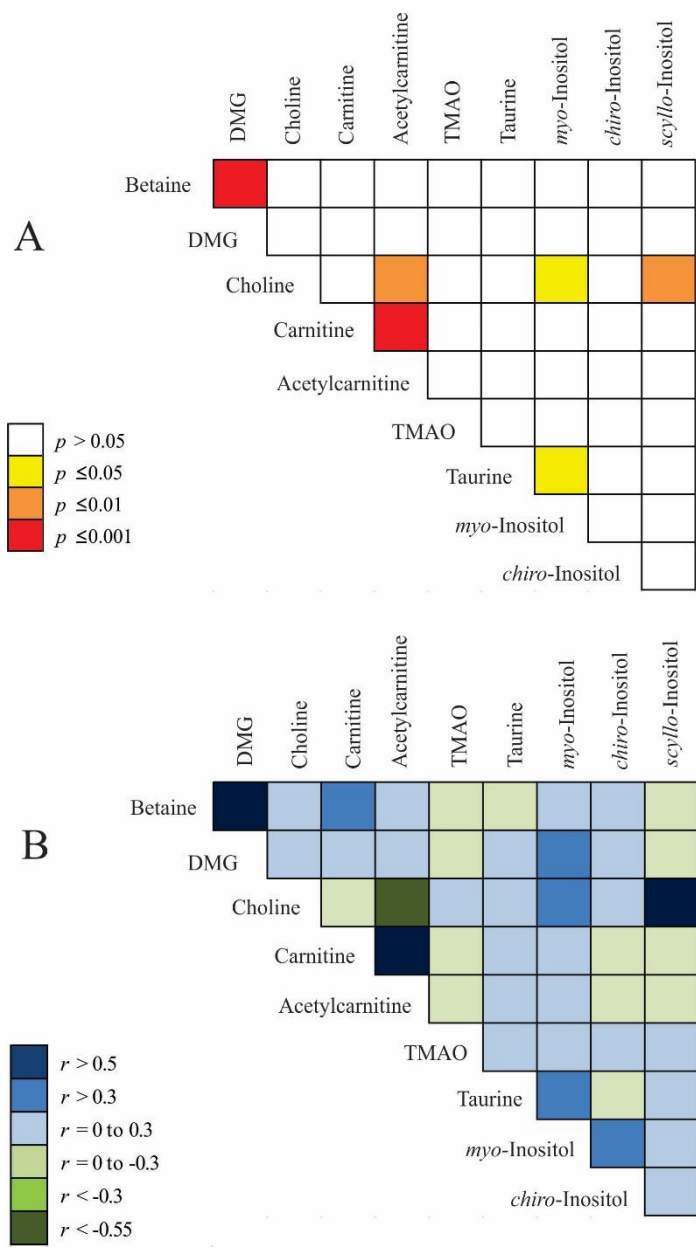 DMG
Choline
Carnitine
Acetylcarnitine
TMAO
Taurine
myo-Inositol
chiro-Inositol
scyllo-Inositol
Betaine
A
DMG
Choline
Carnitine
Acetylcarnitine
TMAO
Taurine
myo-Inositol
chiro-Inositol
p > 0.05
p ≤0.05
p ≤0.01
p ≤0.001
DMG
Choline
Carnitine
Acetylcarnitine
TMAO
Taurine
myo-Inositol
chiro-Inositol
scyllo-Inositol
Betaine
B
DMG
Choline
Carnitine
Acetylcarnitine
TMAO
Taurine
myo-Inositol
chiro-Inositol
r > 0.5
r > 0.3
r = 0 to 0.3
r = 0 to -0.3
r < -0.3
r < -0.55